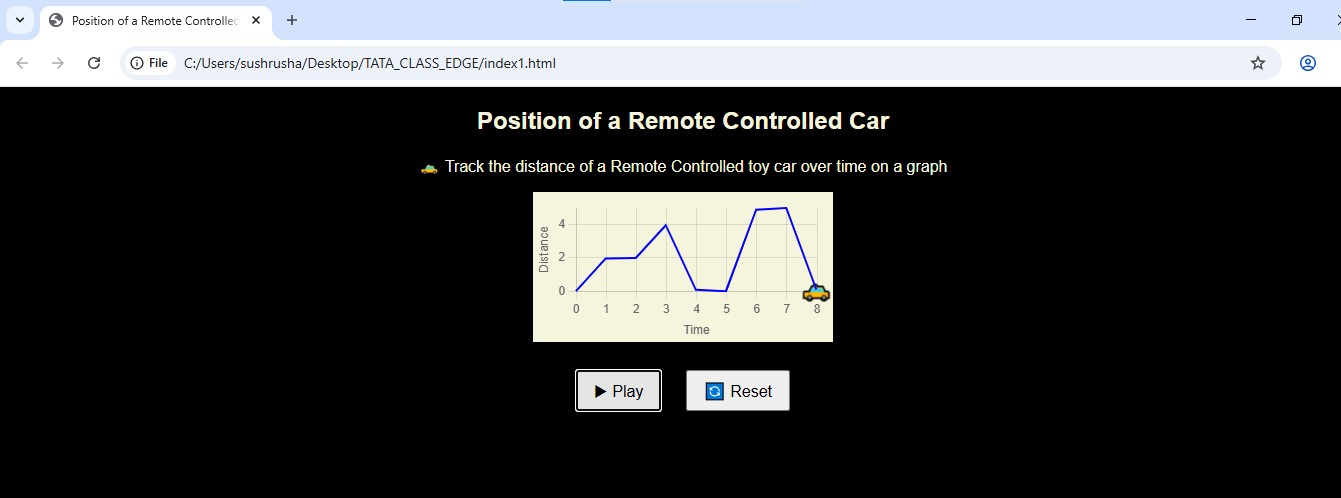 Position of a Remote Controlled
File C:/Users/sushrusha/Desktop/TATA_CLASS_EDGE/index1.html
Position of a Remote Controlled Car
Track the distance of a Remote Controlled toy car over time on a graph
Distance
4
2
0
0 1 2 3 4 5 6 7 8
Time
Play Reset